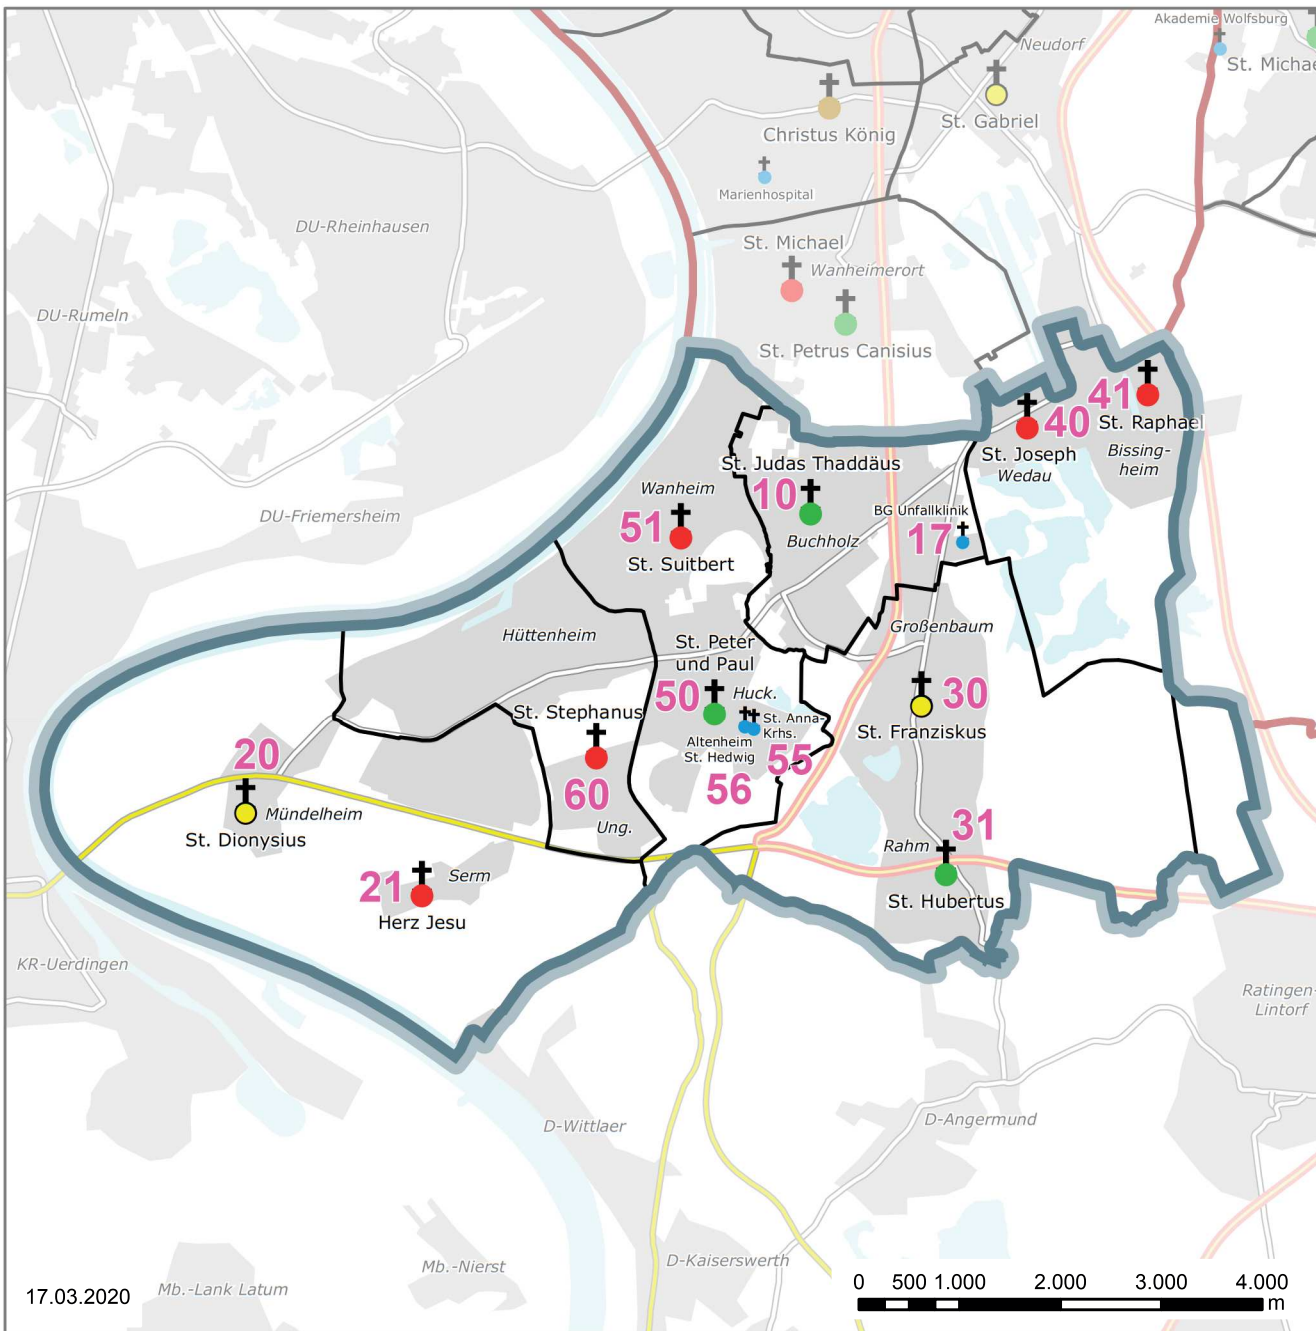 Akademie Wolfsburg
Neudorf
St. Michae
Christus König
St. Gabriel
Marienhospital
DU-Rheinhausen
St. Michael
Wanheimerort
DU-Rumeln
St. Petrus Canisius
41
St. Raphael
40
St. Joseph
Wedau
Bissing-
heim
St. Judas Thaddäus
Wanheim
10
BG Unfallklinik
DU-Friemersheim
51
Buchholz
17
St. Suitbert
Hüttenheim
Großenbaum
St. Peter
und Paul
50
Huck.
30
St. Stephanus
St. Anna-
Krhs.
St. Franziskus
Altenheim
St. Hedwig
20
55
56
60
Mündelheim
Ung.
31
St. Dionysius
Rahm
21
Serm
St. Hubertus
Herz Jesu
KR-Uerdingen
Ratingen-
Lintorf
D-Wittlaer
D-Angermund
D-Kaiserswerth
Mb.-Nierst
Mb.-Lank Latum
17.03.2020
0 500 1.000 2.000 3.000 4.000
m